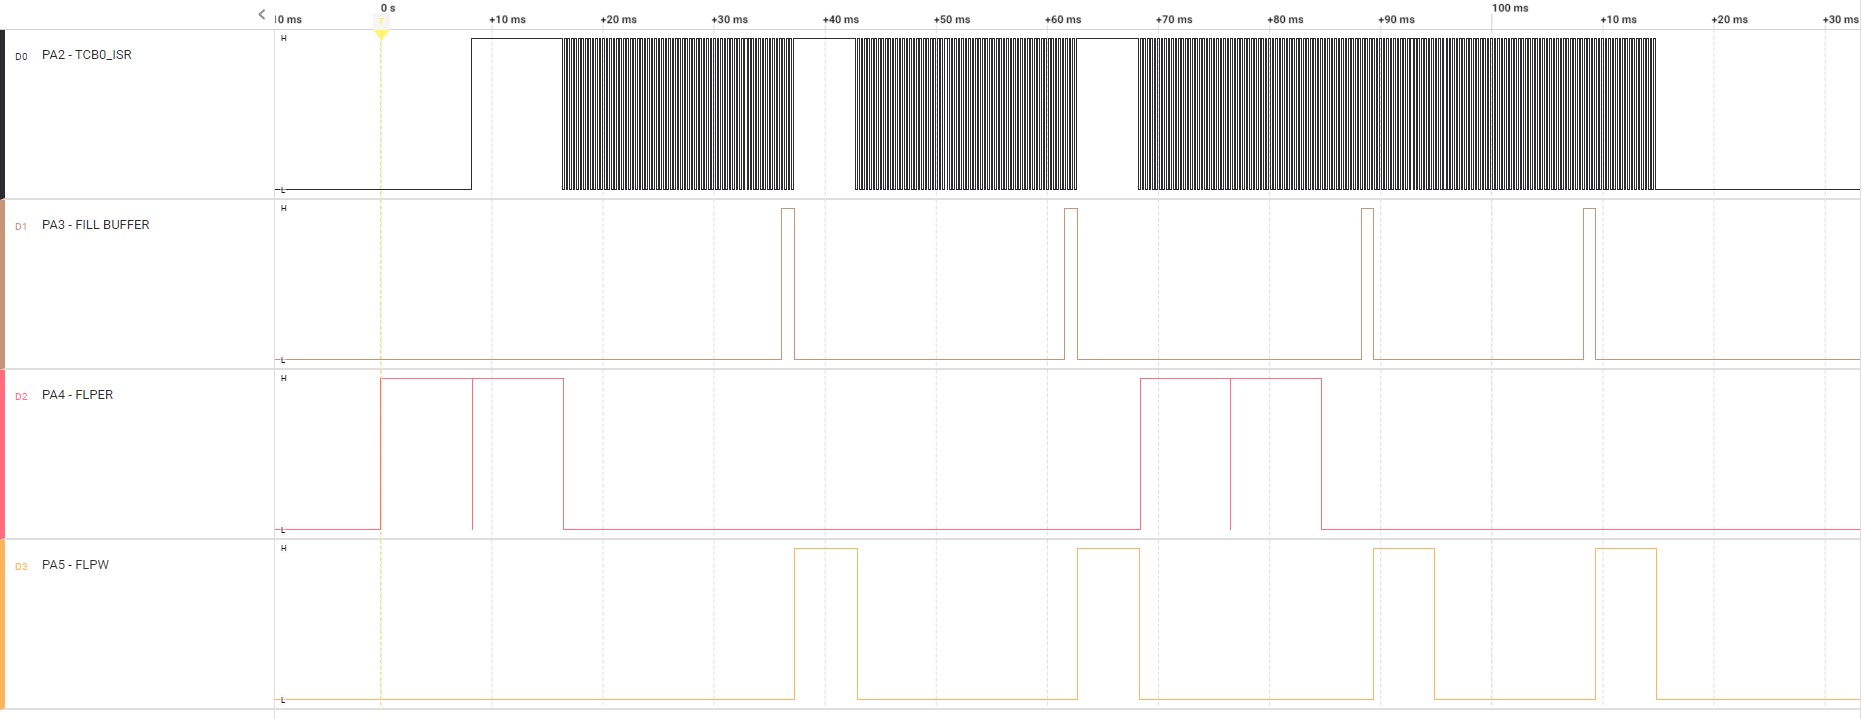 0 s
100 ms
0 ms +10 ms +20 ms +30 ms +40 ms +50 ms +60 ms +70 ms +80 ms +90 ms +10 ms +20 ms +30 ms
T
H
D0 PA2 - TCB0_ISR
L
H
D1 PA3 - FILL BUFFER
L
H
D2 PA4 - FLPER
L
H
D3 PA5 - FLPW
L